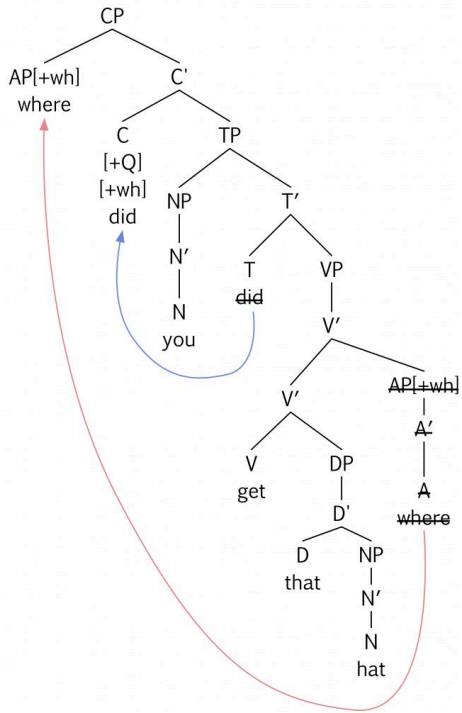 CP
AP[+wh] C'
where
C TP
[+Q]
[+wh] NP T′
did
N′ T VP
did
N V′
you
V′ AP[+wh]
A′
V DP A
get where
D'
D NP
that
N′
N
hat